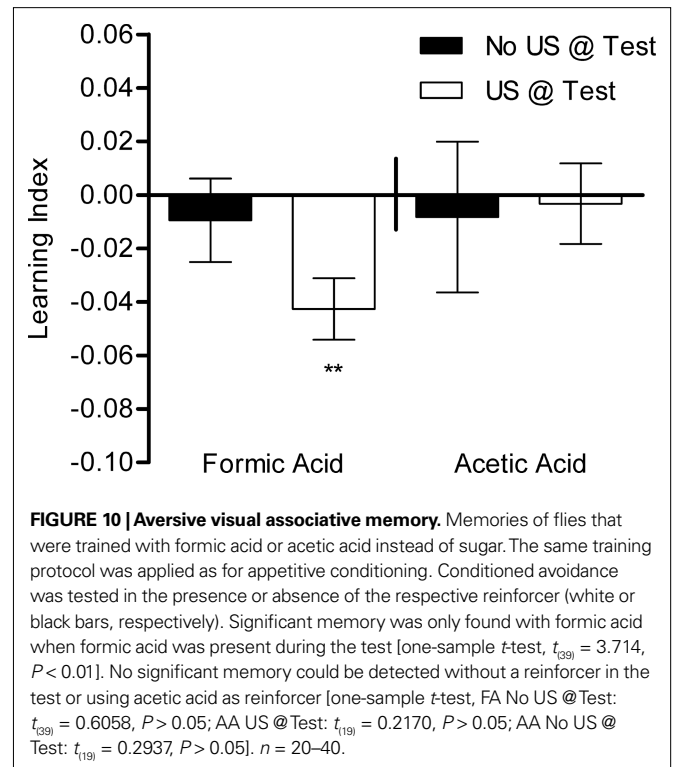 0.06
0.04
0.02
0.00
-0.02
-0.04
-0.06
-0.08
-0.10
Learning Index
No US @ Test
US @ Test
**
Formic Acid
Acetic Acid
FIGURE 10 | Aversive visual associative memory. Memories of flies that
were trained with formic acid or acetic acid instead of sugar. The same training
protocol was applied as for appetitive conditioning. Conditioned avoidance
was tested in the presence or absence of the respective reinforcer (white or
black bars, respectively). Significant memory was only found with formic acid
when formic acid was present during the test [one-sample t-test, t(39) = 3.714,
P < 0.01]. No significant memory could be detected without a reinforcer in the
test or using acetic acid as reinforcer [one-sample t-test, FA No US @ Test:
t(39) = 0.6058, P > 0.05; AA US @ Test: t(19) = 0.2170, P > 0.05; AA No US @
Test: t(19) = 0.2937, P > 0.05]. n = 20–40.